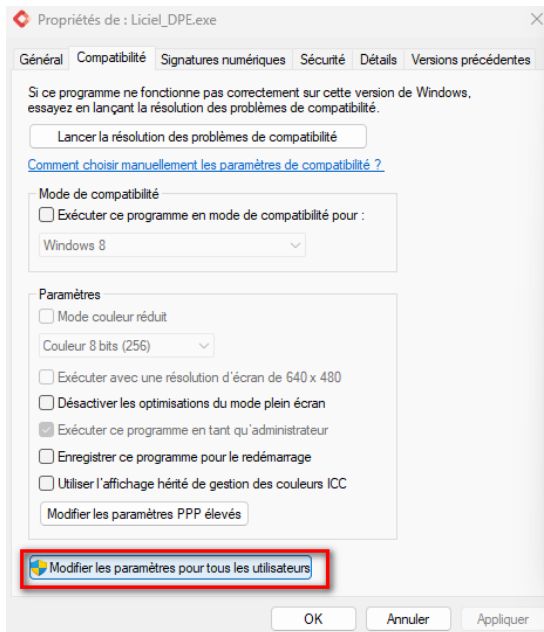 Propriétés de : Liciel_DPE.exe
Général Compatibilité Signatures numériques Sécurité Détails Versions précédentes
Si ce programme ne fonctionne pas correctement sur cette version de Windows,
essayez en lançant la résolution des problèmes de compatibilité.
Lancer la résolution des problèmes de compatibilité
Comment choisir manuellement les paramètres de compatibilité ?
Mode de compatibilité
Exécuter ce programme en mode de compatibilité pour :
Windows 8
Paramètres
Mode couleur réduit
Couleur 8 bits (256)
Exécuter avec une résolution d'écran de 640 x 480
Désactiver les optimisations du mode plein écran
Exécuter ce programme en tant qu'administrateur
Enregistrer ce programme pour le redémarrage
Utiliser l'affichage hérité de gestion des couleurs ICC
Modifier les paramètres PPP élevés
Modifier les paramètres pour tous les utilisateurs
OK Annuler Appliquer